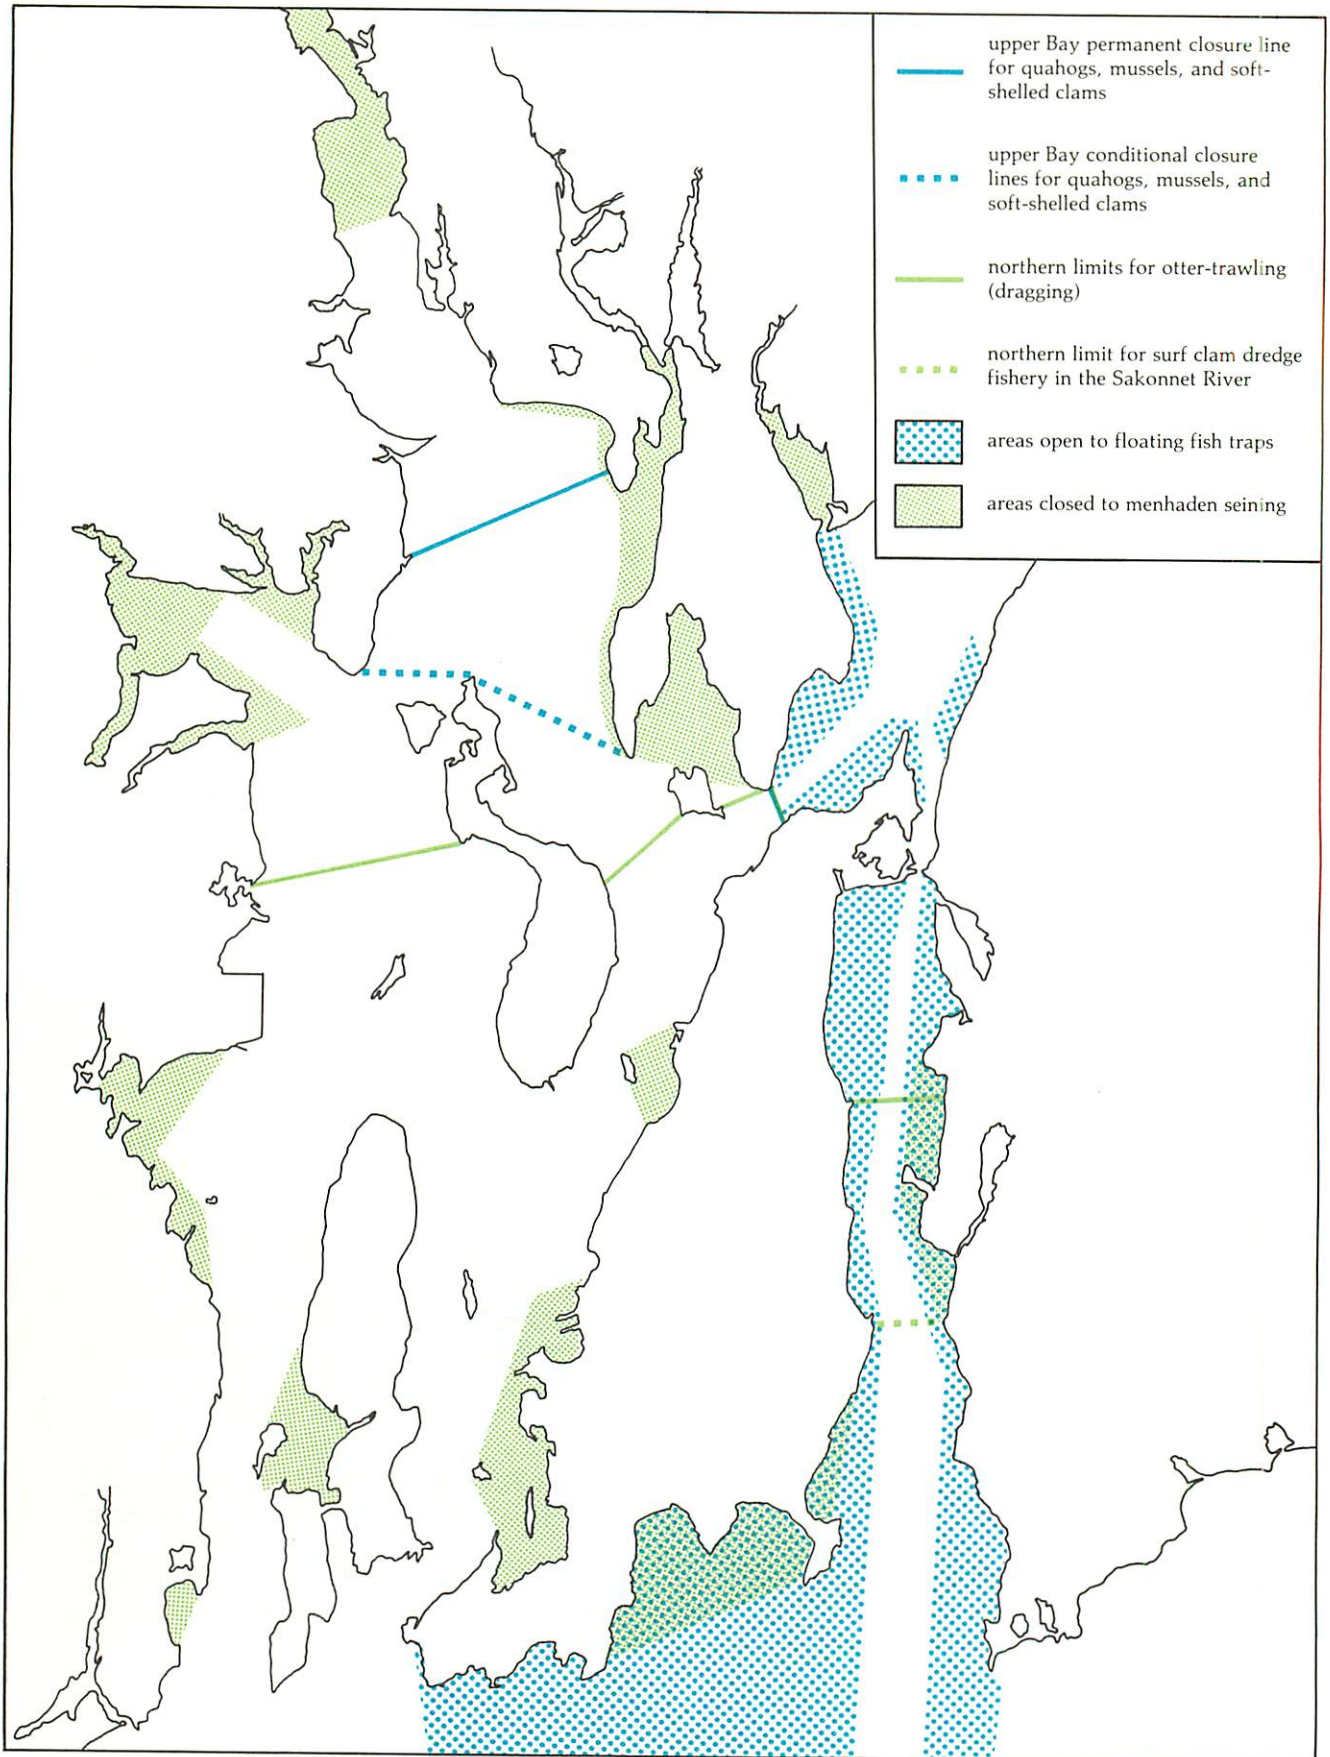 upper Bay permanent closure line
for quahogs, mussels, and soft-
shelled clams
upper Bay conditional closure
lines for quahogs, mussels, and
soft-shelled clams
northern limits for otter-trawling
(dragging)
northern limit for surf clam dredge
fishery in the Sakonnet River
areas open to floating fish traps
areas closed to menhaden seining